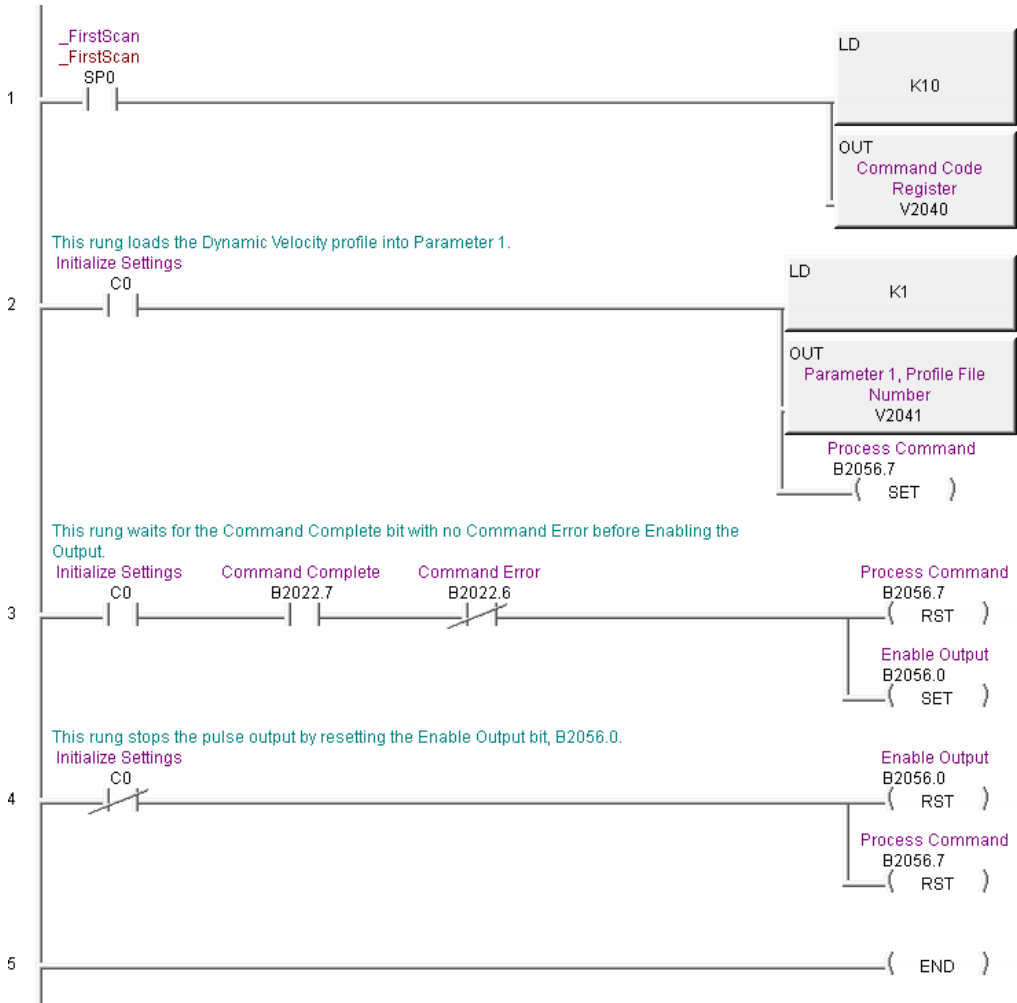 _FirstScan
_FirstScan
SP0
1
LD
K10
OUT
Command Code
Register
V2040
This rung loads the Dynamic Velocity profile into Parameter 1.
Initialize Settings
C0
2
LD
K1
OUT
Parameter 1, Profile File
Number
V2041
Process Command
B2056.7
SET
This rung waits for the Command Complete bit with no Command Error before Enabling the
Output.
Initialize Settings
C0
Command Complete
B2022.7
Command Error
B2022.6
3
Process Command
B2056.7
RST
Enable Output
B2056.0
SET
This rung stops the pulse output by resetting the Enable Output bit, B2056.0.
Initialize Settings
C0
4
Enable Output
B2056.0
RST
Process Command
B2056.7
RST
5
END